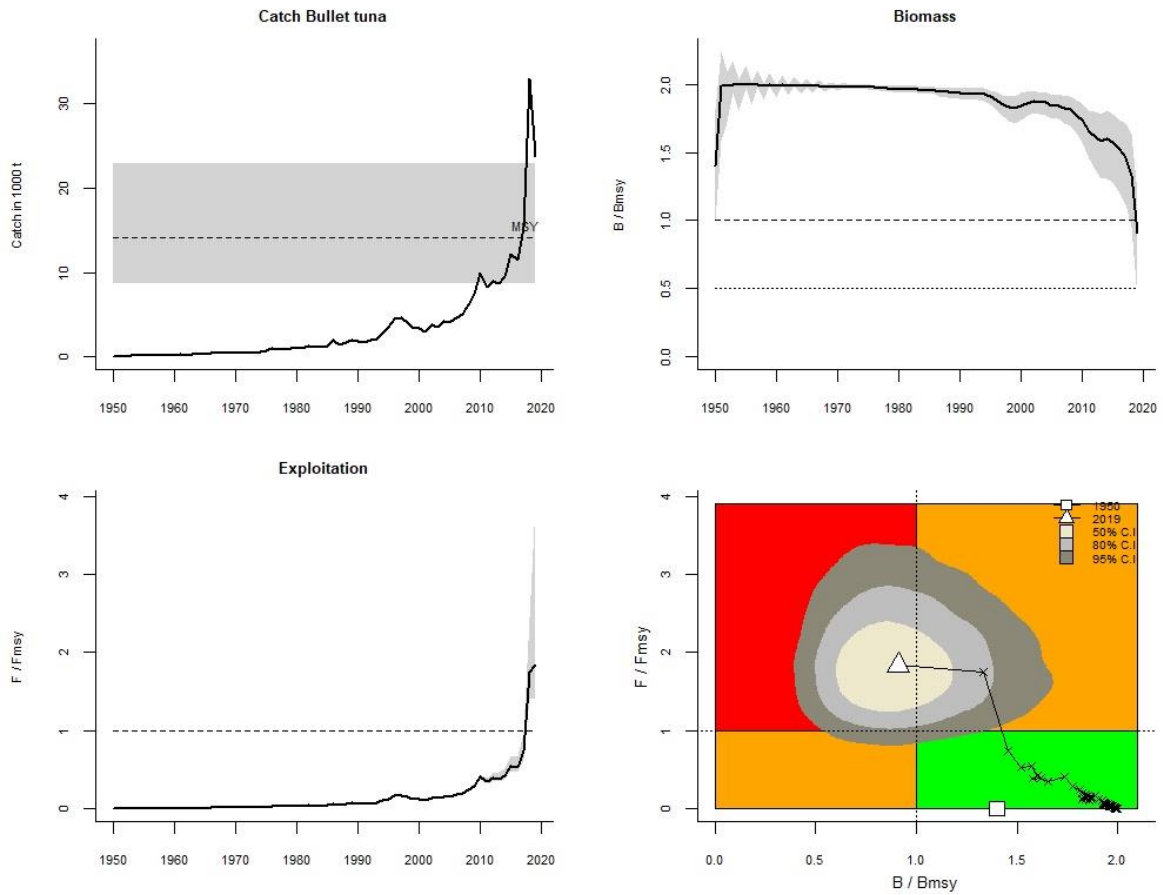 Catch Bullet tuna
Catch in 1000 t
30
20
10
0
MSY
1950 1960 1970 1980 1990 2000 2010 2020
Biomass
B / Bmsy
2.0
1.5
1.0
0.5
0.0
1950 1960 1970 1980 1990 2000 2010 2020
Exploitation
F / Fmsy
4
3
2
1
0
1950 1960 1970 1980 1990 2000 2010 2020
F / Fmsy
4
3
2
1
0
1950
2019
50% C.I
80% C.I
95% C.I
0.0 0.5 1.0 1.5 2.0
B / Bmsy